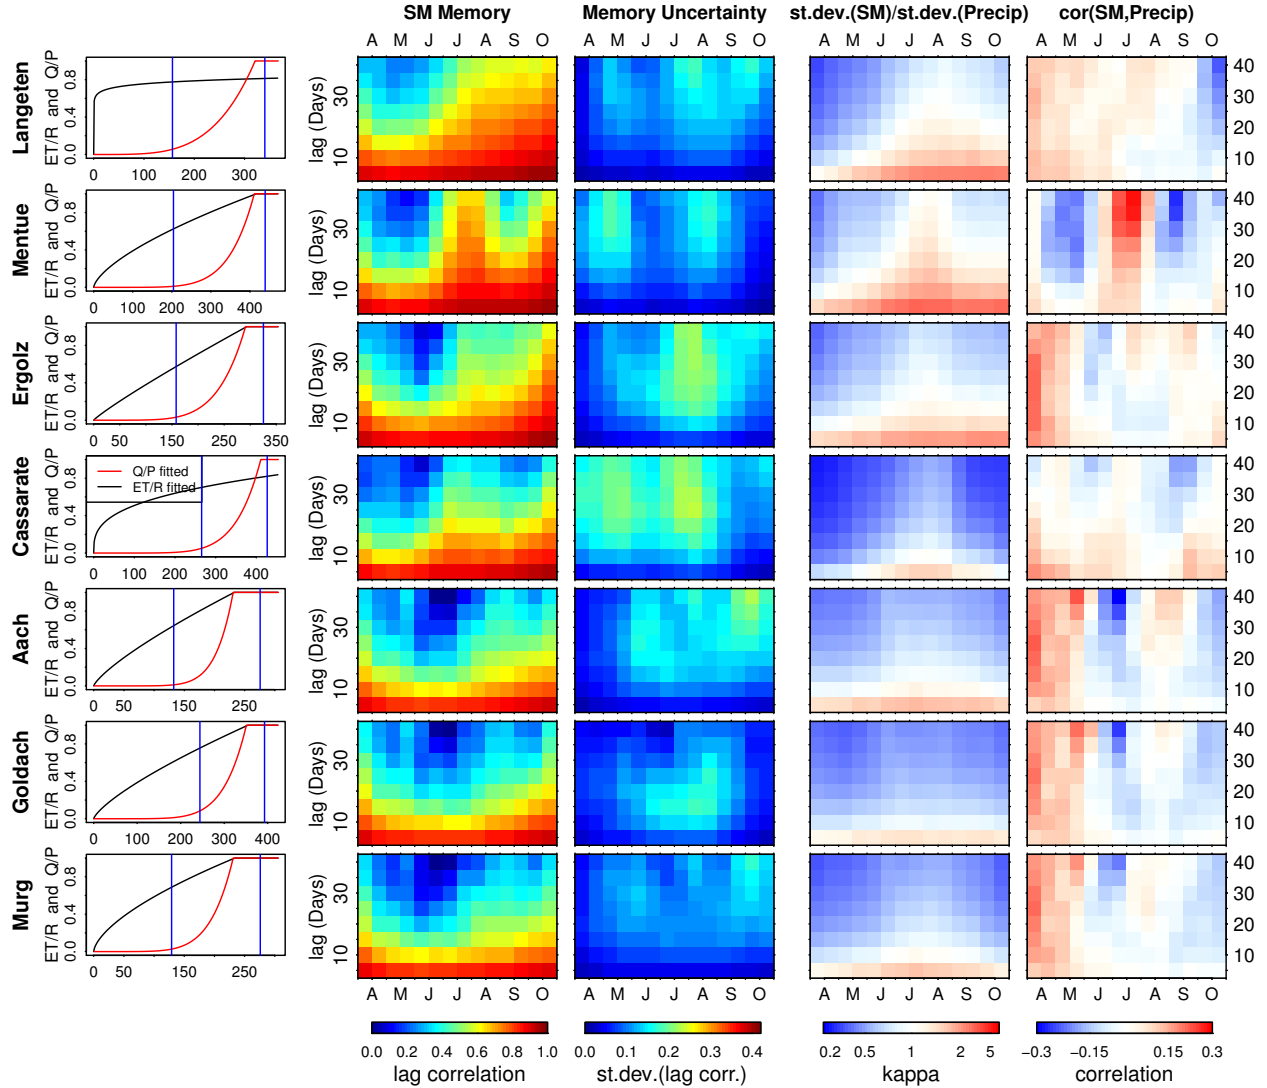 SM Memory Memory Uncertainty st.dev.(SM)/st.dev.(Precip) cor(SM,Precip)
A M J J A S O A M J J A S O A M J J A S O A M J J A S O
Langeten
ET/R and Q/P
0.0 0.4 0.8
0 100 200 300
lag (Days)
10 30
10 20 30 40
Mentue
ET/R and Q/P
0.0 0.4 0.8
0 100 200 300 400
lag (Days)
10 30
10 20 30 40
Ergolz
ET/R and Q/P
0.0 0.4 0.8
0 50 150 250 350
lag (Days)
10 30
10 20 30 40
Cassarate
ET/R and Q/P
0.0 0.4 0.8
Q/P fitted
ET/R fitted
0 100 200 300 400
lag (Days)
10 30
10 20 30 40
Aach
ET/R and Q/P
0.0 0.4 0.8
0 50 150 250
lag (Days)
10 30
10 20 30 40
Goldach
ET/R and Q/P
0.0 0.4 0.8
0 100 200 300 400
lag (Days)
10 30
10 20 30 40
Murg
ET/R and Q/P
0.0 0.4 0.8
0 50 150 250
lag (Days)
10 30
10 20 30 40
A M J J A S O A M J J A S O A M J J A S O A M J J A S O
0.0 0.2 0.4 0.6 0.8 1.0
lag correlation
0.0 0.1 0.2 0.3 0.4
st.dev.(lag corr.)
0.2 0.5 1 2 5
kappa
−0.3 −0.15 0.15 0.3
correlation